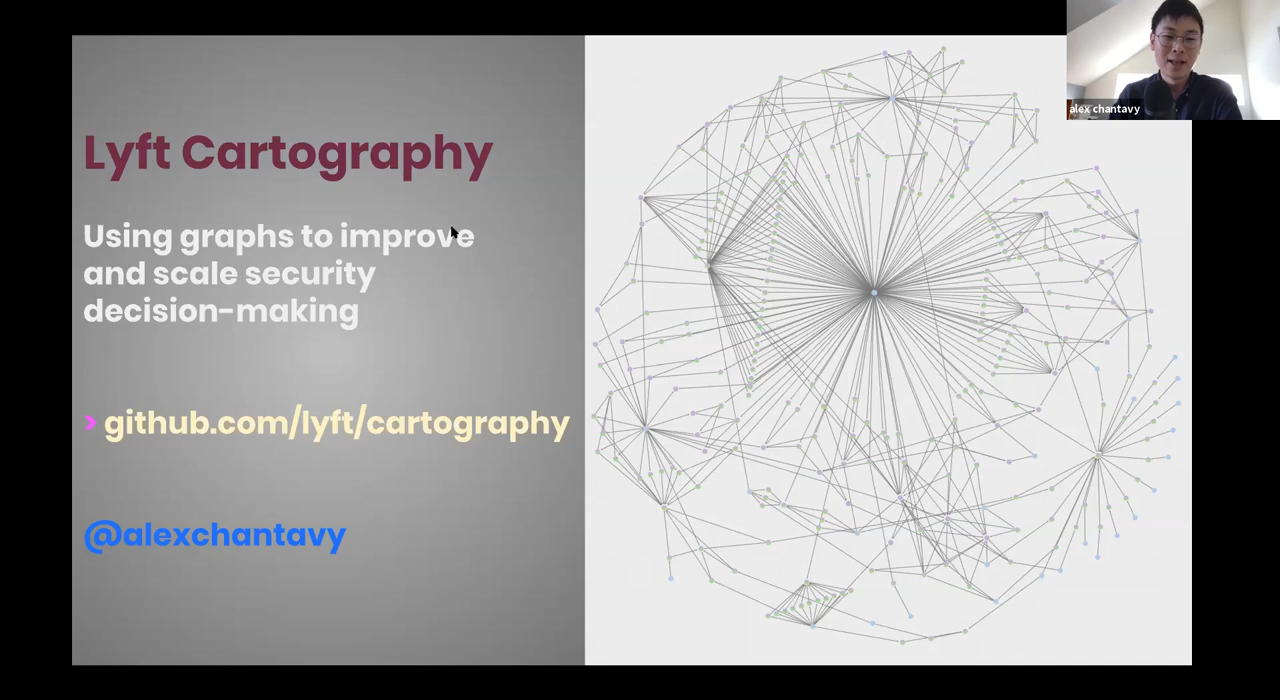 alex chantavy
Lyft Cartography
Using graphs to improve
and scale security
decision-making
> github.com/lyft/cartography
@alexchantavy